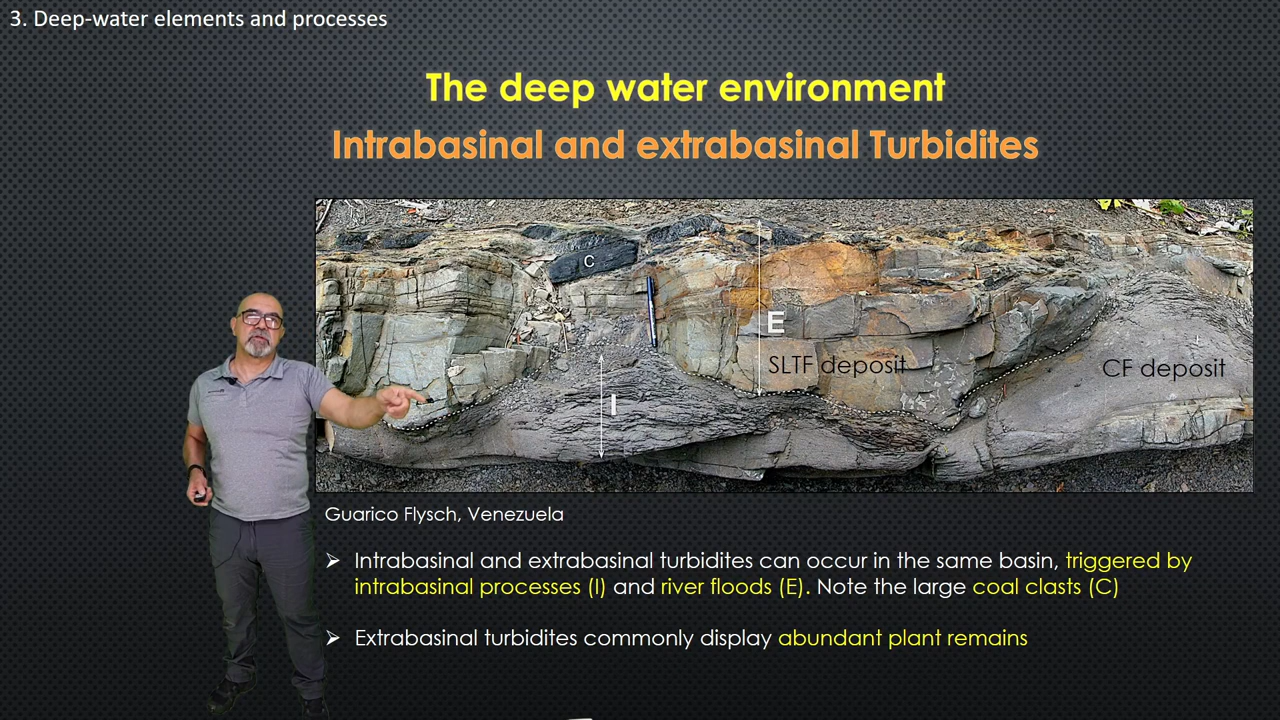 3. Deep-water elements and processes
The deep water environment
Intrabasinal and extrabasinal Turbidites
C
E
SLTF deposit
CF deposit
I
Guarico Flysch, Venezuela
Intrabasinal and extrabasinal turbidites can occur in the same basin, triggered by
intrabasinal processes (I) and river floods (E). Note the large coal clasts (C)
Extrabasinal turbidites commonly display abundant plant remains